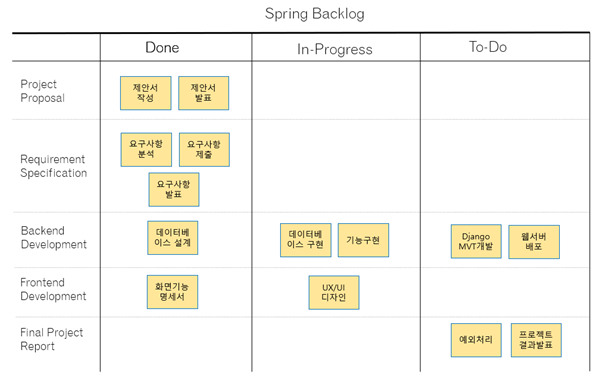 Spring Backlog
Done
In-Progress
To-Do
Project
Proposal
제안서
작성
제안서
발표
Requirement
Specification
요구사항
분석
요구사항
제출
요구사항
발표
Backend
Development
데이터베
이스 설계
데이터베
이스 구현
기능구현
Django
MVT개발
웹서버
배포
Frontend
Development
화면기능
명세서
UX/UI
디자인
Final Project
Report
예외처리
프로젝트
결과발표